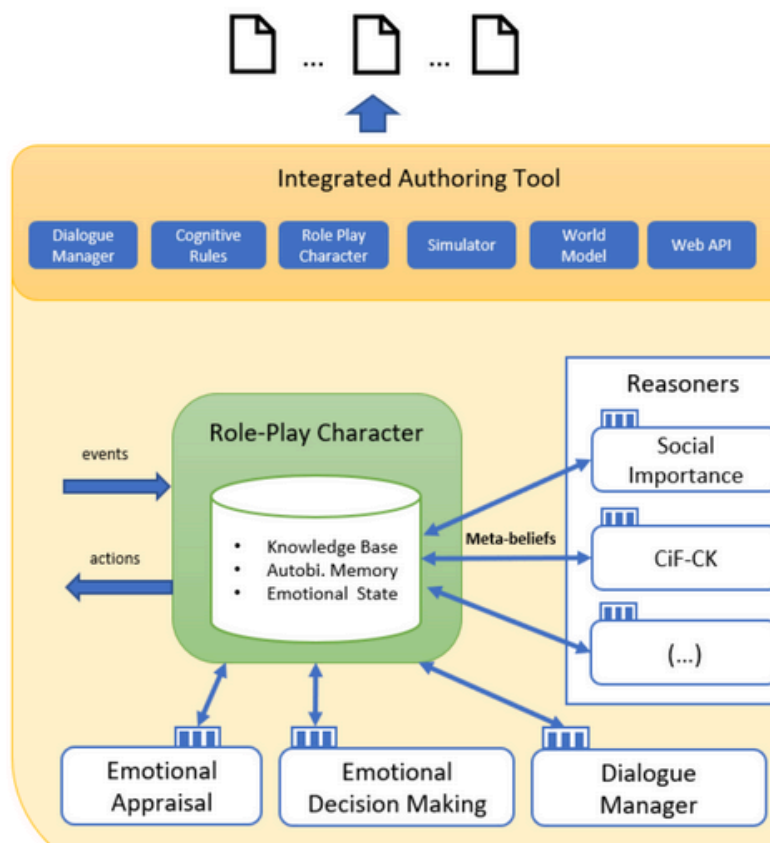 ... ...
Integrated Authoring Tool
Dialogue
Manager
Cognitive
Rules
Role Play
Character
Simulator
World
Model
Web API
Reasoners
Role-Play Character
events
Social
Importance
Meta-beliefs
• Knowledge Base
• Autobi. Memory
• Emotional State
actions
CiF-CK
(...)
Emotional
Appraisal
Emotional
Decision Making
Dialogue
Manager